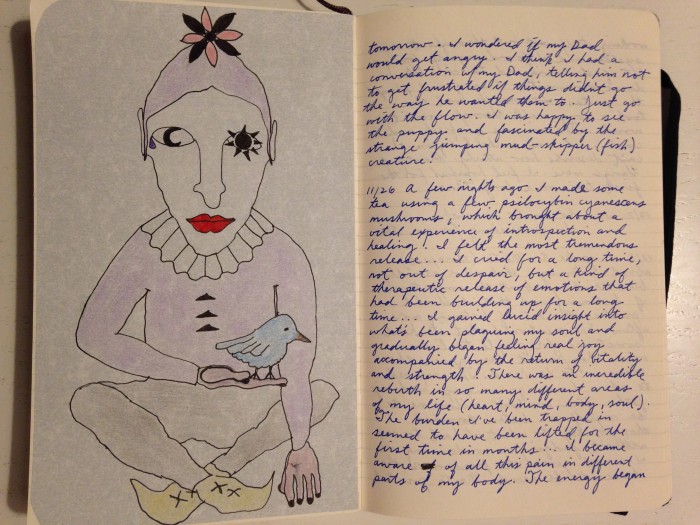 tomorrow. I wondered if my Dad
would get angry. I think I had a
conversation w/ my Dad, telling him not
to get frustrated if things didn't go
the way he wanted them to. Just go
with the flow. I was happy to see
the puppy and fascinated by the
strange jumping mud-skipper (fish)
creature.
11/26 A few nights ago I made some
tea using a few psilocybin cyanescens
mushrooms, which brought about a
vital experience of introspection and
healing. I felt the most tremendous
release.... I cried for a long time,
not out of despair, but a kind of
therapeutic release of emotions that
had been building up for a long
time.... I gained lucid insight into
what's been plaguing my soul and
gradually began feeling real joy
accompanied by the return of vitality
and strength. There was an incredible
rebirth in so many different areas
of my life (heart, mind, body, soul).
The burden I've been trapped in
seemed to have been lifted for the
first time in months... I became
aware of all this pain in different
parts of my body. The energy began